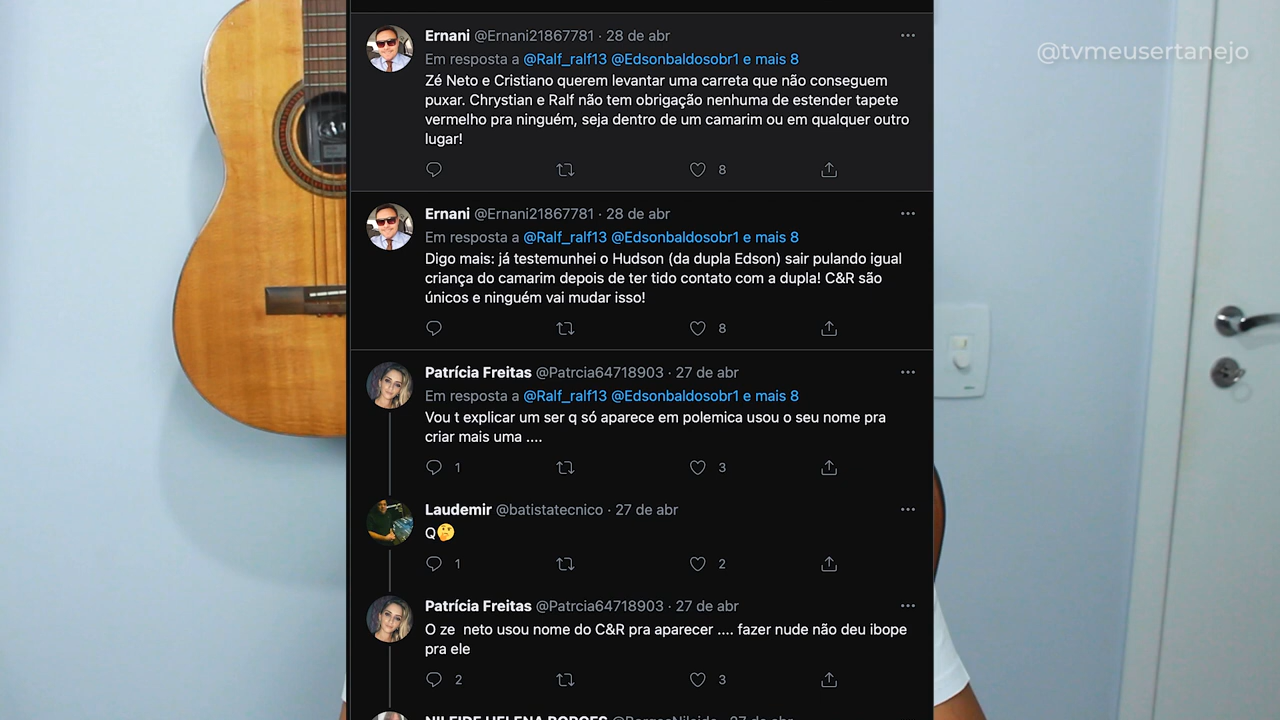 @tvmeusertanejo
Ernani @Ernani21867781 · 28 de abr
Em resposta a @Ralf_ralf13 @Edsonbaldosobr1 e mais 8
Zé Neto e Cristiano querem levantar uma carreta que não conseguem
puxar. Chrystian e Ralf não tem obrigação nenhuma de estender tapete
vermelho pra ninguém, seja dentro de um camarim ou em qualquer outro
lugar!
8
Ernani @Ernani21867781 · 28 de abr
Em resposta a @Ralf_ralf13 @Edsonbaldosobr1 e mais 8
Digo mais: já testemunhei o Hudson (da dupla Edson) sair pulando igual
criança do camarim depois de ter tido contato com a dupla! C&R são
únicos e ninguém vai mudar isso!
8
Patrícia Freitas @Patrcia64718903 · 27 de abr
Em resposta a @Ralf_ralf13 @Edsonbaldosobr1 e mais 8
Vou t explicar um ser q só aparece em polemica usou o seu nome pra
criar mais uma ....
1 3
Laudemir @batistatecnico · 27 de abr
Q🤔
1 2
Patrícia Freitas @Patrcia64718903 · 27 de abr
O ze neto usou nome do C&R pra aparecer .... fazer nude não deu ibope
pra ele
2 3
NILEIDE HELENA BORGES @BorgesNileide · 27 de abr